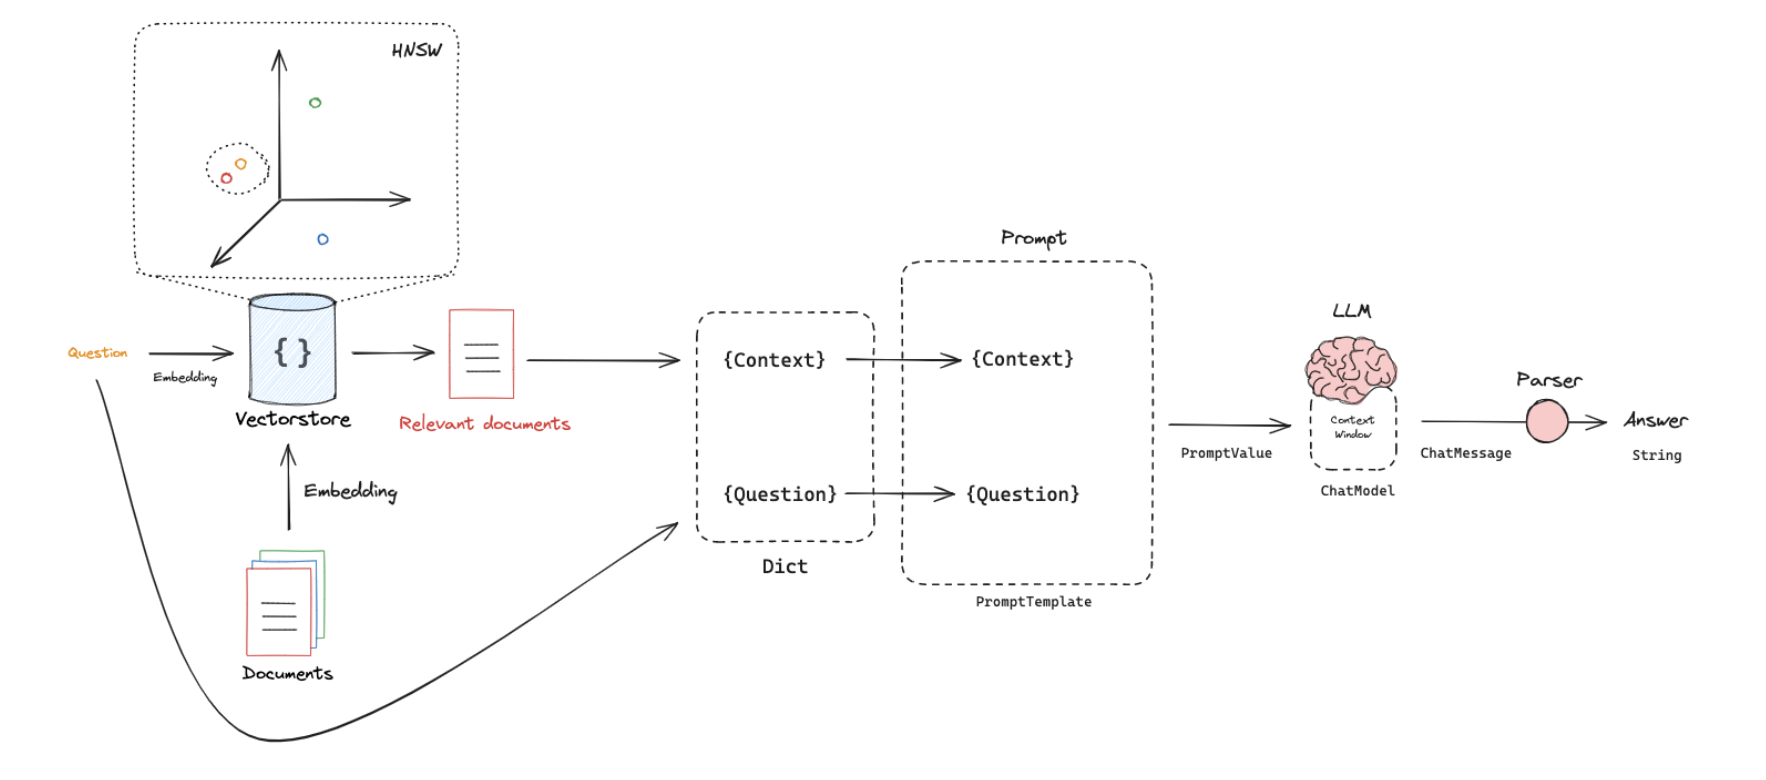 HNSW
Question
Embedding
{}
Vectorstore
Relevant documents
Embedding
Documents
{Context}
{Question}
Dict
Prompt
{Context}
{Question}
PromptTemplate
PromptValue
LLM
Context
Window
ChatModel
ChatMessage
Parser
Answer
String